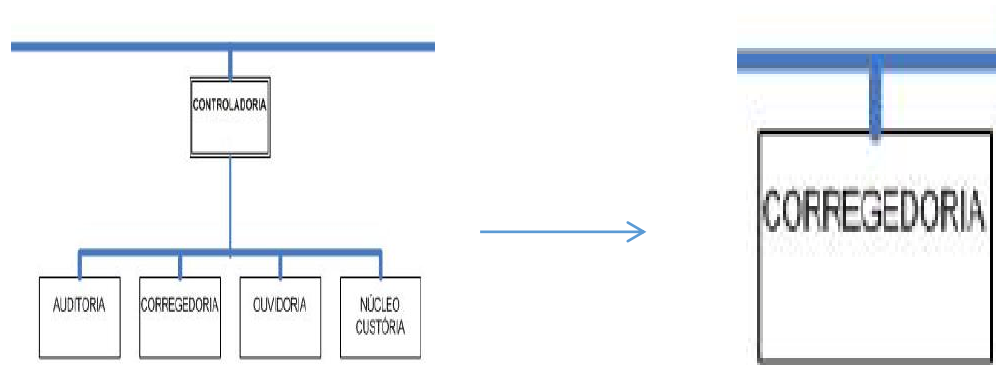 CONTROLADORIA
AUDITORIA
CORREGEDORIA
OUVIDORIA
NÚCLEO
CUSTÓRIA
CORREGEDORIA